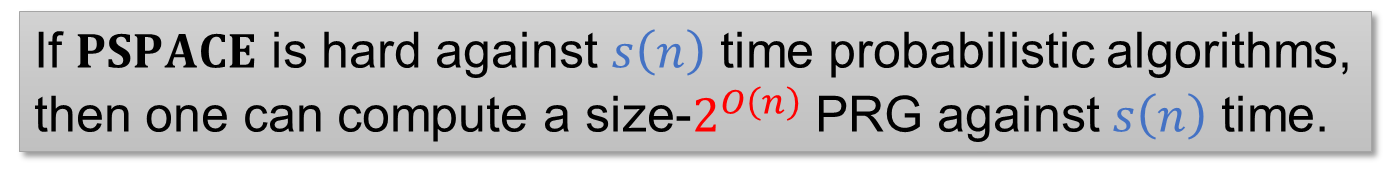 If PSPACE is hard against s(n) time probabilistic algorithms,
then one can compute a size-2^{O(n)} PRG against s(n) time.